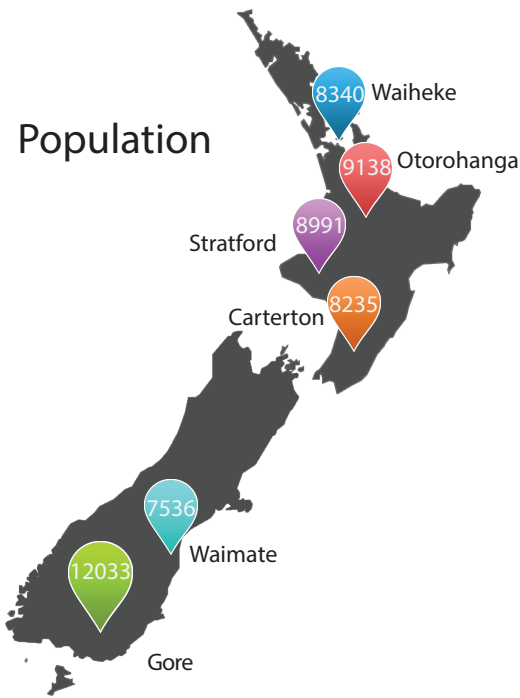 8340
Waiheke
Population
9138
Otorohanga
8991
Stratford
8235
Carterton
7536
Waimate
12033
Gore